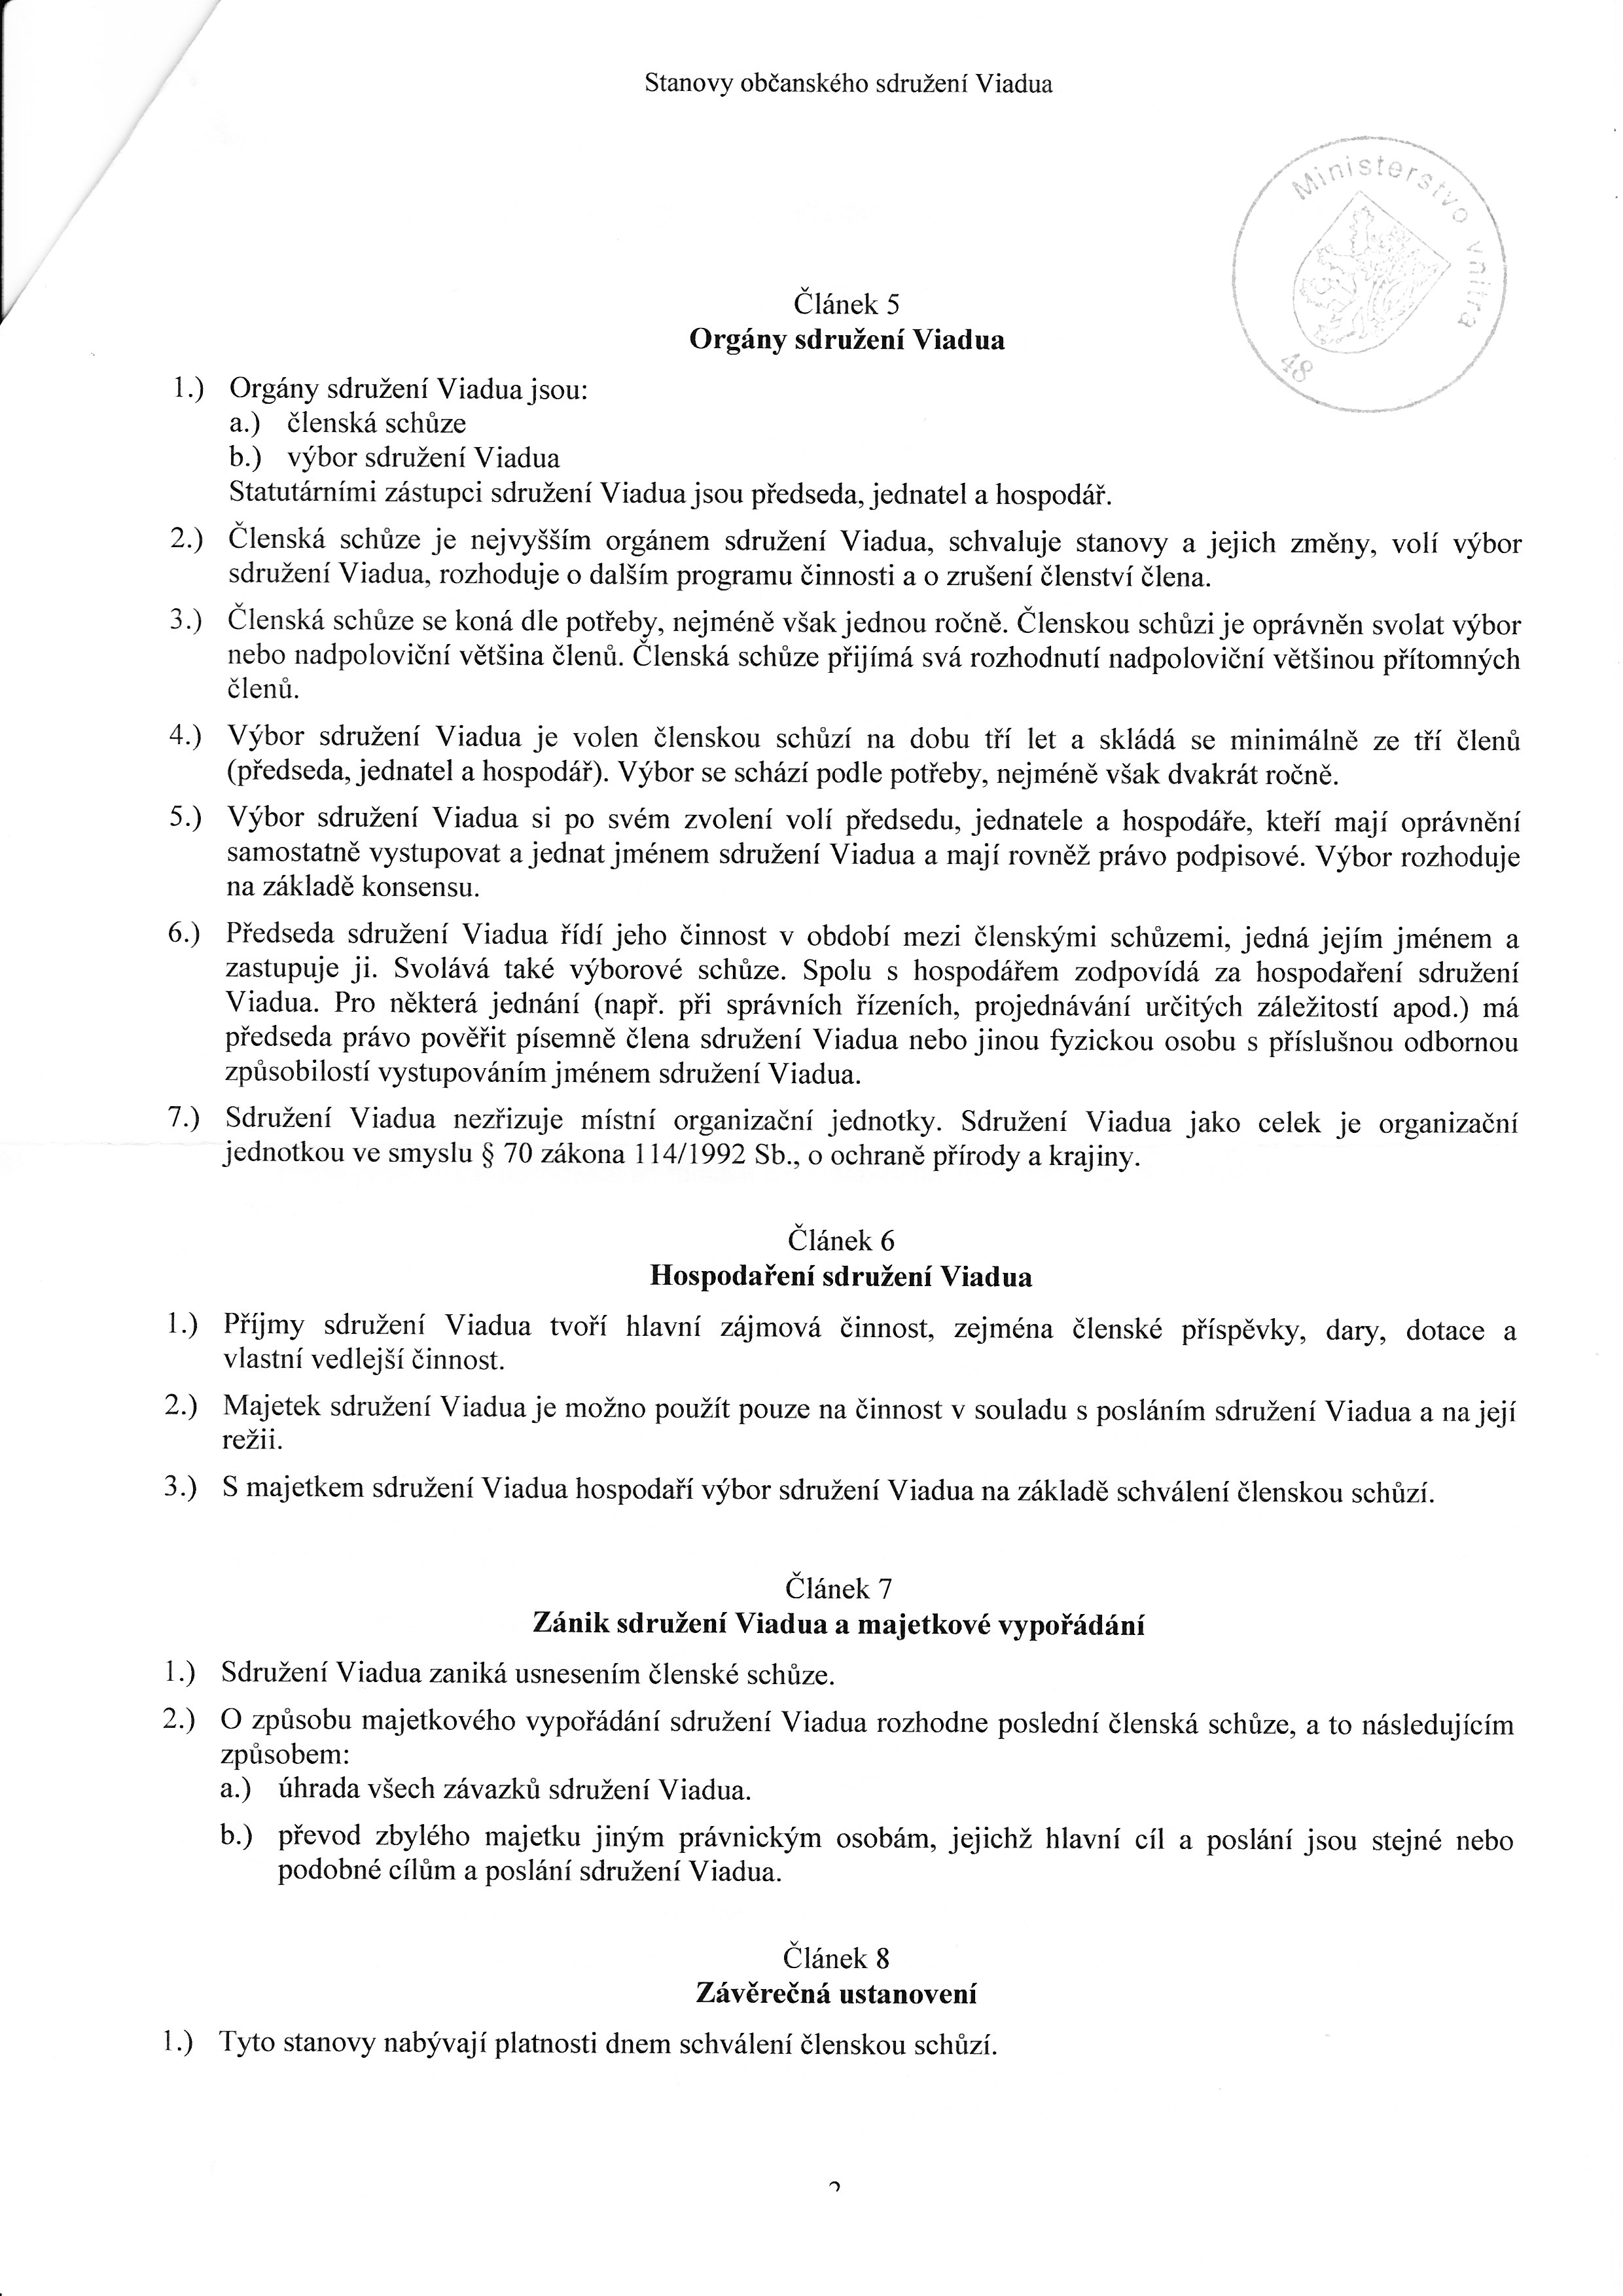 Stanovy občanského sdružení Viadua
Ministerstvo vnitra
48
Článek 5
Orgány sdružení Viadua
1.) Orgány sdružení Viadua jsou:
a.) členská schůze
b.) výbor sdružení Viadua
Statutárními zástupci sdružení Viadua jsou předseda, jednatel a hospodář.
2.) Členská schůze je nejvyšším orgánem sdružení Viadua, schvaluje stanovy a jejich změny, volí výbor
sdružení Viadua, rozhoduje o dalším programu činnosti a o zrušení členství člena.
3.) Členská schůze se koná dle potřeby, nejméně však jednou ročně. Členskou schůzi je oprávněn svolat výbor
nebo nadpoloviční většina členů. Členská schůze přijímá svá rozhodnutí nadpoloviční většinou přítomných
členů.
4.) Výbor sdružení Viadua je volen členskou schůzí na dobu tří let a skládá se minimálně ze tří členů
(předseda, jednatel a hospodář). Výbor se schází podle potřeby, nejméně však dvakrát ročně.
5.) Výbor sdružení Viadua si po svém zvolení volí předsedu, jednatele a hospodáře, kteří mají oprávnění
samostatně vystupovat a jednat jménem sdružení Viadua a mají rovněž právo podpisové. Výbor rozhoduje
na základě konsensu.
6.) Předseda sdružení Viadua řídí jeho činnost v období mezi členskými schůzemi, jedná jejím jménem a
zastupuje ji. Svolává také výborové schůze. Spolu s hospodářem zodpovídá za hospodaření sdružení
Viadua. Pro některá jednání (např. při správních řízeních, projednávání určitých záležitostí apod.) má
předseda právo pověřit písemně člena sdružení Viadua nebo jinou fyzickou osobu s příslušnou odbornou
způsobilostí vystupováním jménem sdružení Viadua.
7.) Sdružení Viadua nezřizuje místní organizační jednotky. Sdružení Viadua jako celek je organizační
jednotkou ve smyslu § 70 zákona 114/1992 Sb., o ochraně přírody a krajiny.
Článek 6
Hospodaření sdružení Viadua
1.) Příjmy sdružení Viadua tvoří hlavní zájmová činnost, zejména členské příspěvky, dary, dotace a
vlastní vedlejší činnost.
2.) Majetek sdružení Viadua je možno použít pouze na činnost v souladu s posláním sdružení Viadua a na její
režii.
3.) S majetkem sdružení Viadua hospodaří výbor sdružení Viadua na základě schválení členskou schůzí.
Článek 7
Zánik sdružení Viadua a majetkové vypořádání
1.) Sdružení Viadua zaniká usnesením členské schůze.
2.) O způsobu majetkového vypořádání sdružení Viadua rozhodne poslední členská schůze, a to následujícím
způsobem:
a.) úhrada všech závazků sdružení Viadua.
b.) převod zbylého majetku jiným právnickým osobám, jejichž hlavní cíl a poslání jsou stejné nebo
podobné cílům a poslání sdružení Viadua.
Článek 8
Závěrečná ustanovení
1.) Tyto stanovy nabývají platnosti dnem schválení členskou schůzí.